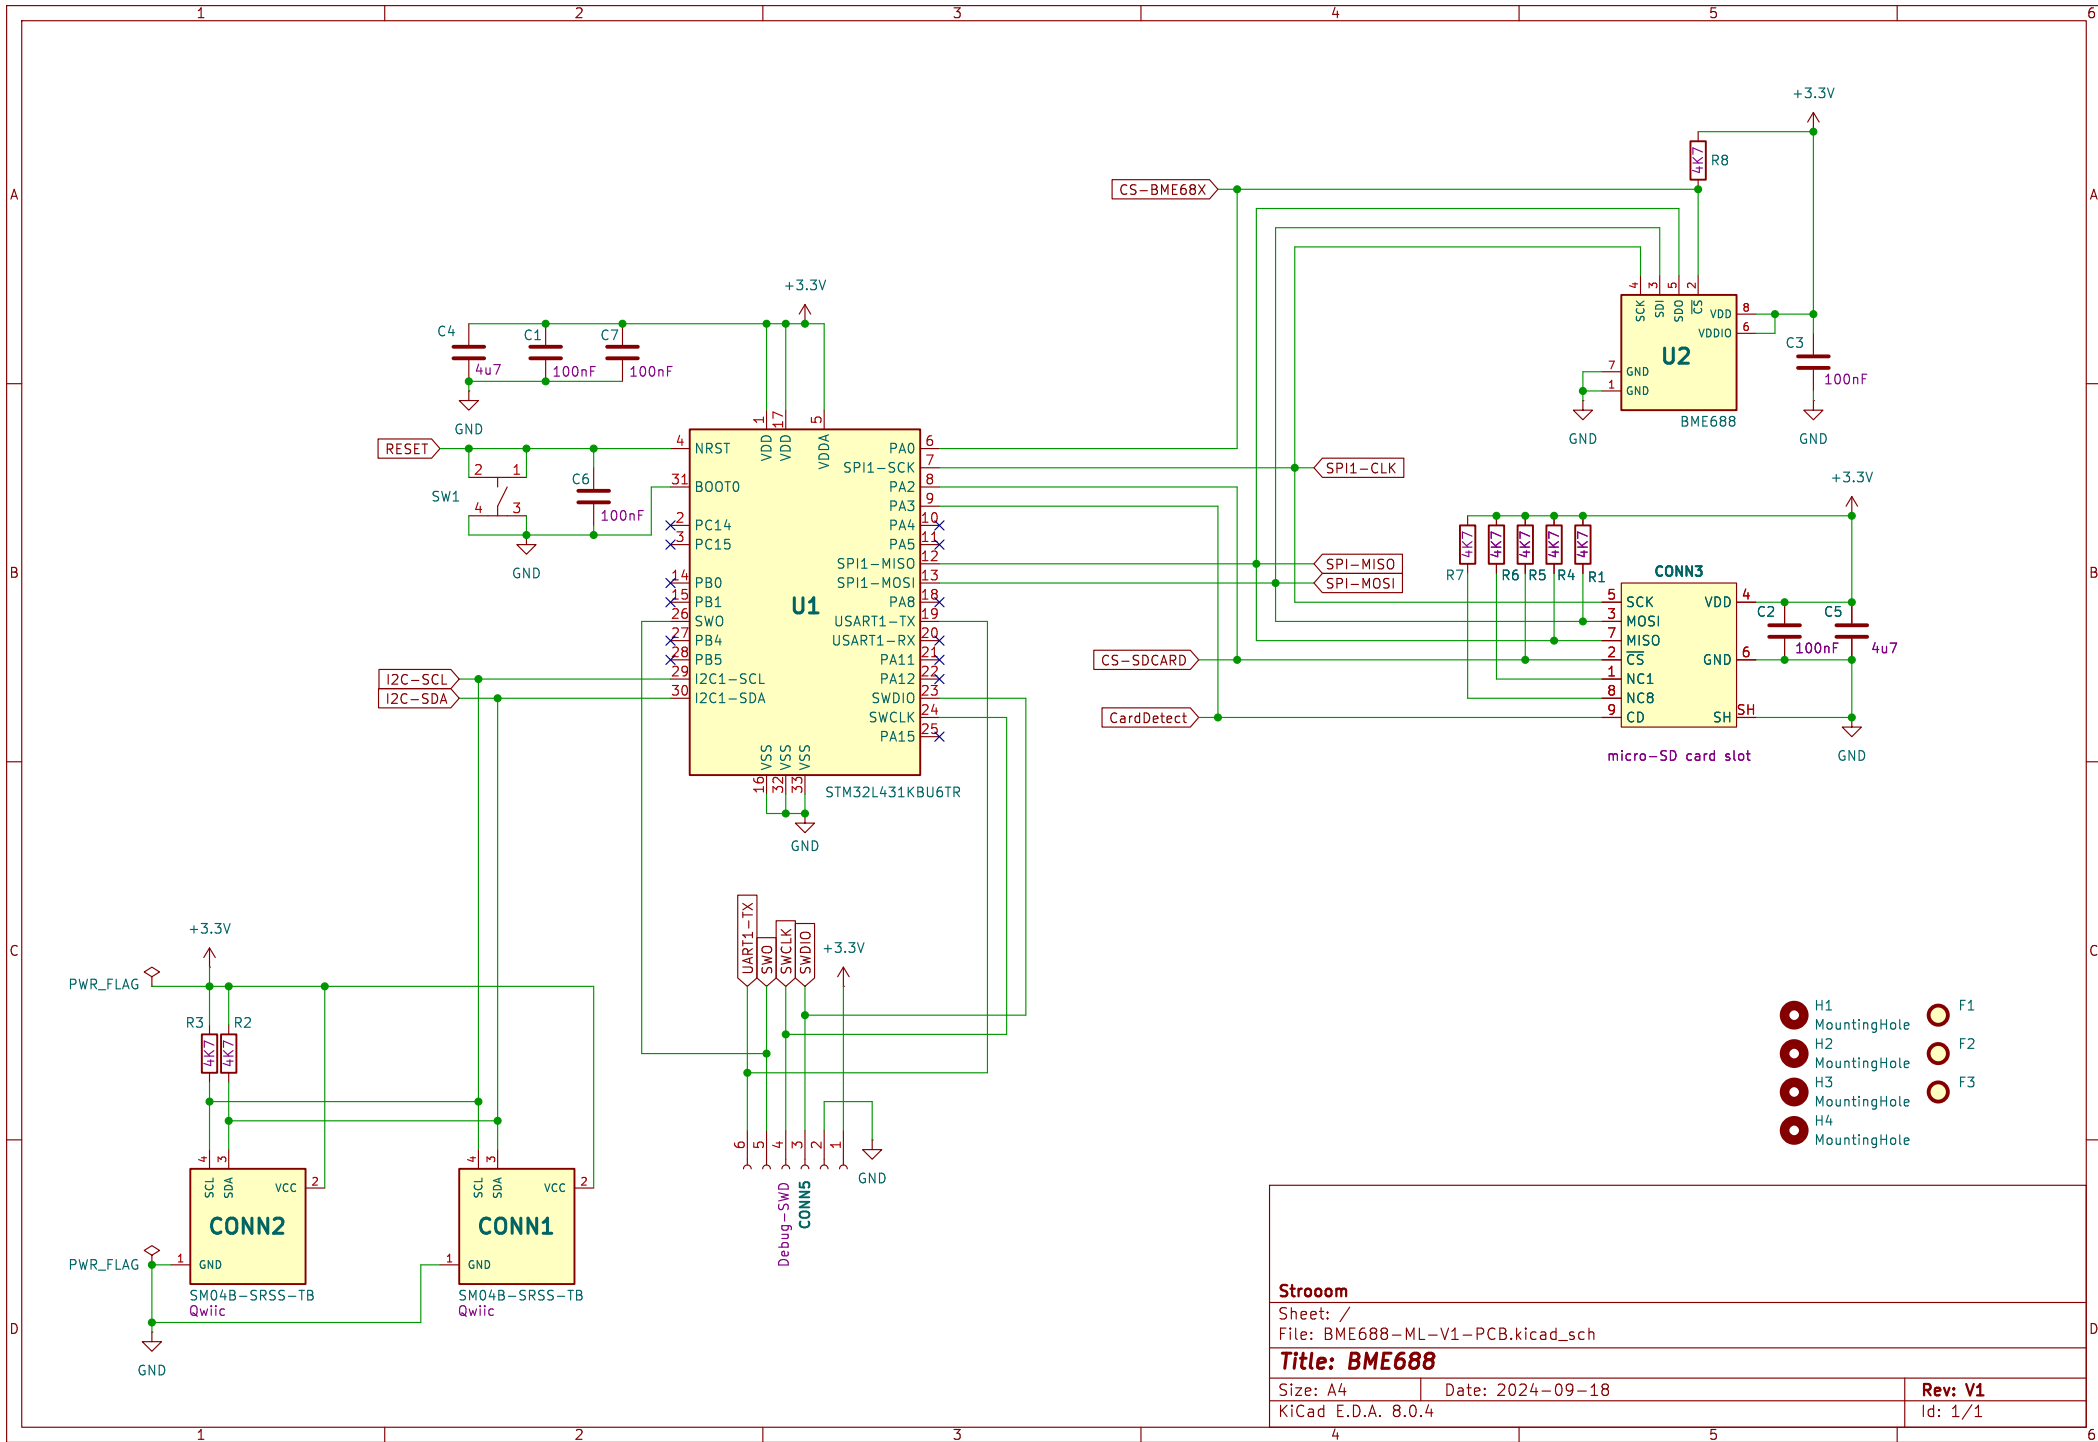 1 2 3 4 5 6
A
B
C
D
A
B
C
D
1 2 3 4 5 6
+3.3V
C4
4u7
C1
100nF
C7
100nF
GND
RESET
SW1
2 1
4 3
C6
100nF
GND
I2C-SCL
I2C-SDA
U1
STM32L431KBU6TR
1 VDD
17 VDD
5 VDDA
4 NRST
31 BOOT0
2 PC14
3 PC15
14 PB0
15 PB1
26 SWO
27 PB4
28 PB5
29 I2C1-SCL
30 I2C1-SDA
PA0 6
SPI1-SCK 7
PA2 8
PA3 9
PA4 10
PA5 11
SPI1-MISO 12
SPI1-MOSI 13
PA8 18
USART1-TX 19
USART1-RX 20
PA11 21
PA12 22
SWDIO 23
SWCLK 24
PA15 25
16 VSS
32 VSS
33 VSS
GND
CS-BME68X
SPI1-CLK
SPI-MISO
SPI-MOSI
CS-SDCARD
CardDetect
+3.3V
4K7
R8
4 SCK
3 SDI
5 SDO
2 CS
VDD 8
VDDIO 6
U2
7 GND
1 GND
BME688
GND
C3
100nF
GND
+3.3V
4K7
4K7
4K7
4K7
4K7
R7
R6
R5
R4
R1
CONN3
5 SCK
3 MOSI
7 MISO
2 CS
1 NC1
8 NC8
9 CD
VDD 4
GND 6
SH SH
micro-SD card slot
C2
100nF
C5
4u7
GND
+3.3V
PWR_FLAG
R3
4K7
R2
4K7
4 SCL
3 SDA
VCC 2
CONN2
1 GND
SM04B-SRSS-TB
Qwiic
PWR_FLAG
GND
4 SCL
3 SDA
VCC 2
CONN1
1 GND
SM04B-SRSS-TB
Qwiic
UART1-TX
SWO
SWCLK
SWDIO
+3.3V
6 5 4 3 2 1
Debug-SWD
CONN5
GND
H1
MountingHole
H2
MountingHole
H3
MountingHole
H4
MountingHole
F1
F2
F3
Strooom
Sheet: /
File: BME688-ML-V1-PCB.kicad_sch
Title: BME688
Size: A4
Date: 2024-09-18
Rev: V1
KiCad E.D.A. 8.0.4
Id: 1/1